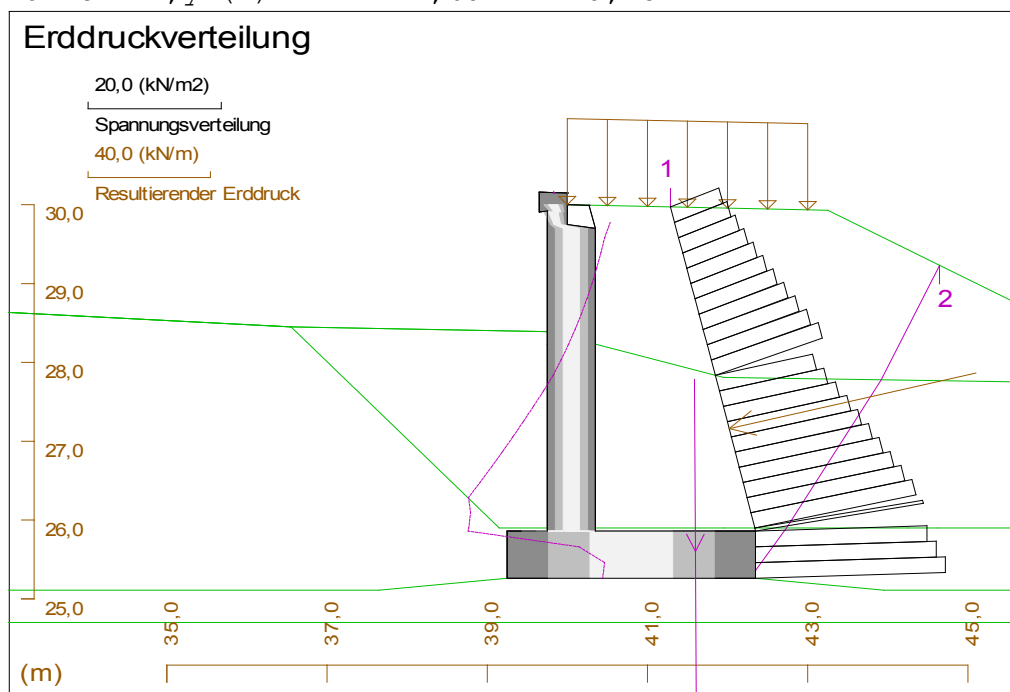 Erddruckverteilung
20,0 (kN/m2)
Spannungsverteilung
40,0 (kN/m)
Resultierender Erddruck
1
2
30,0
29,0
28,0
27,0
26,0
25,0
35,0
37,0
39,0
41,0
43,0
45,0
(m)